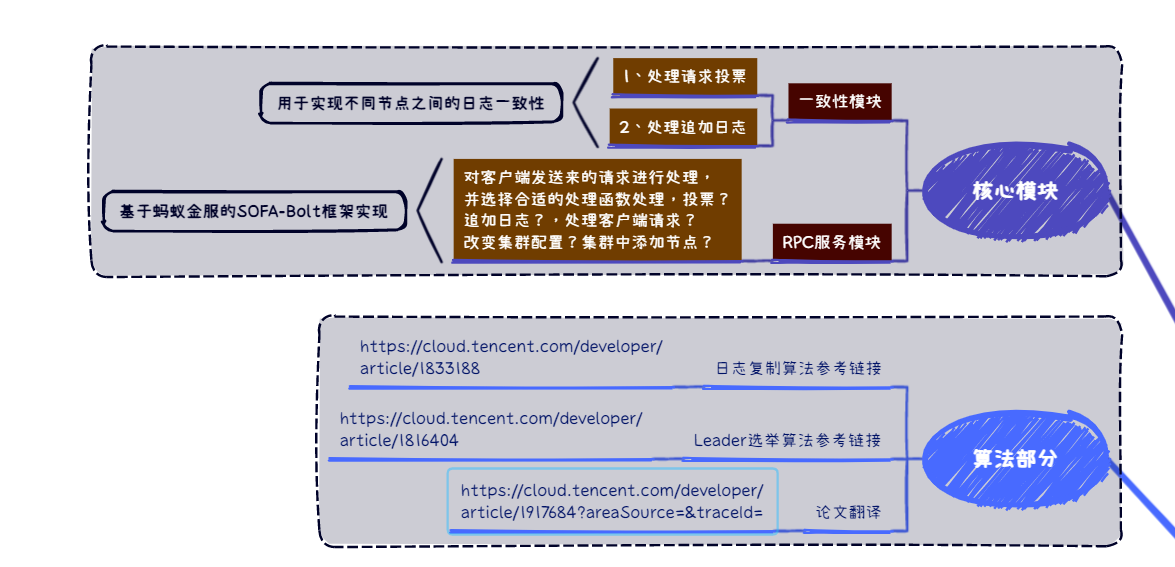 核心模块
一致性模块
1、处理请求投票
2、处理追加日志
用于实现不同节点之间的日志一致性
RPC服务模块
对客户端发送来的请求进行处理，
并选择合适的处理函数处理，投票？
追加日志？，处理客户端请求？
改变集群配置？集群中添加节点？
基于蚂蚁金服的SOFA-Bolt框架实现
算法部分
日志复制算法参考链接
https://cloud.tencent.com/developer/
article/1833188
Leader选举算法参考链接
https://cloud.tencent.com/developer/
article/1816404
论文翻译
https://cloud.tencent.com/developer/
article/1917684?areaSource=&traceId=